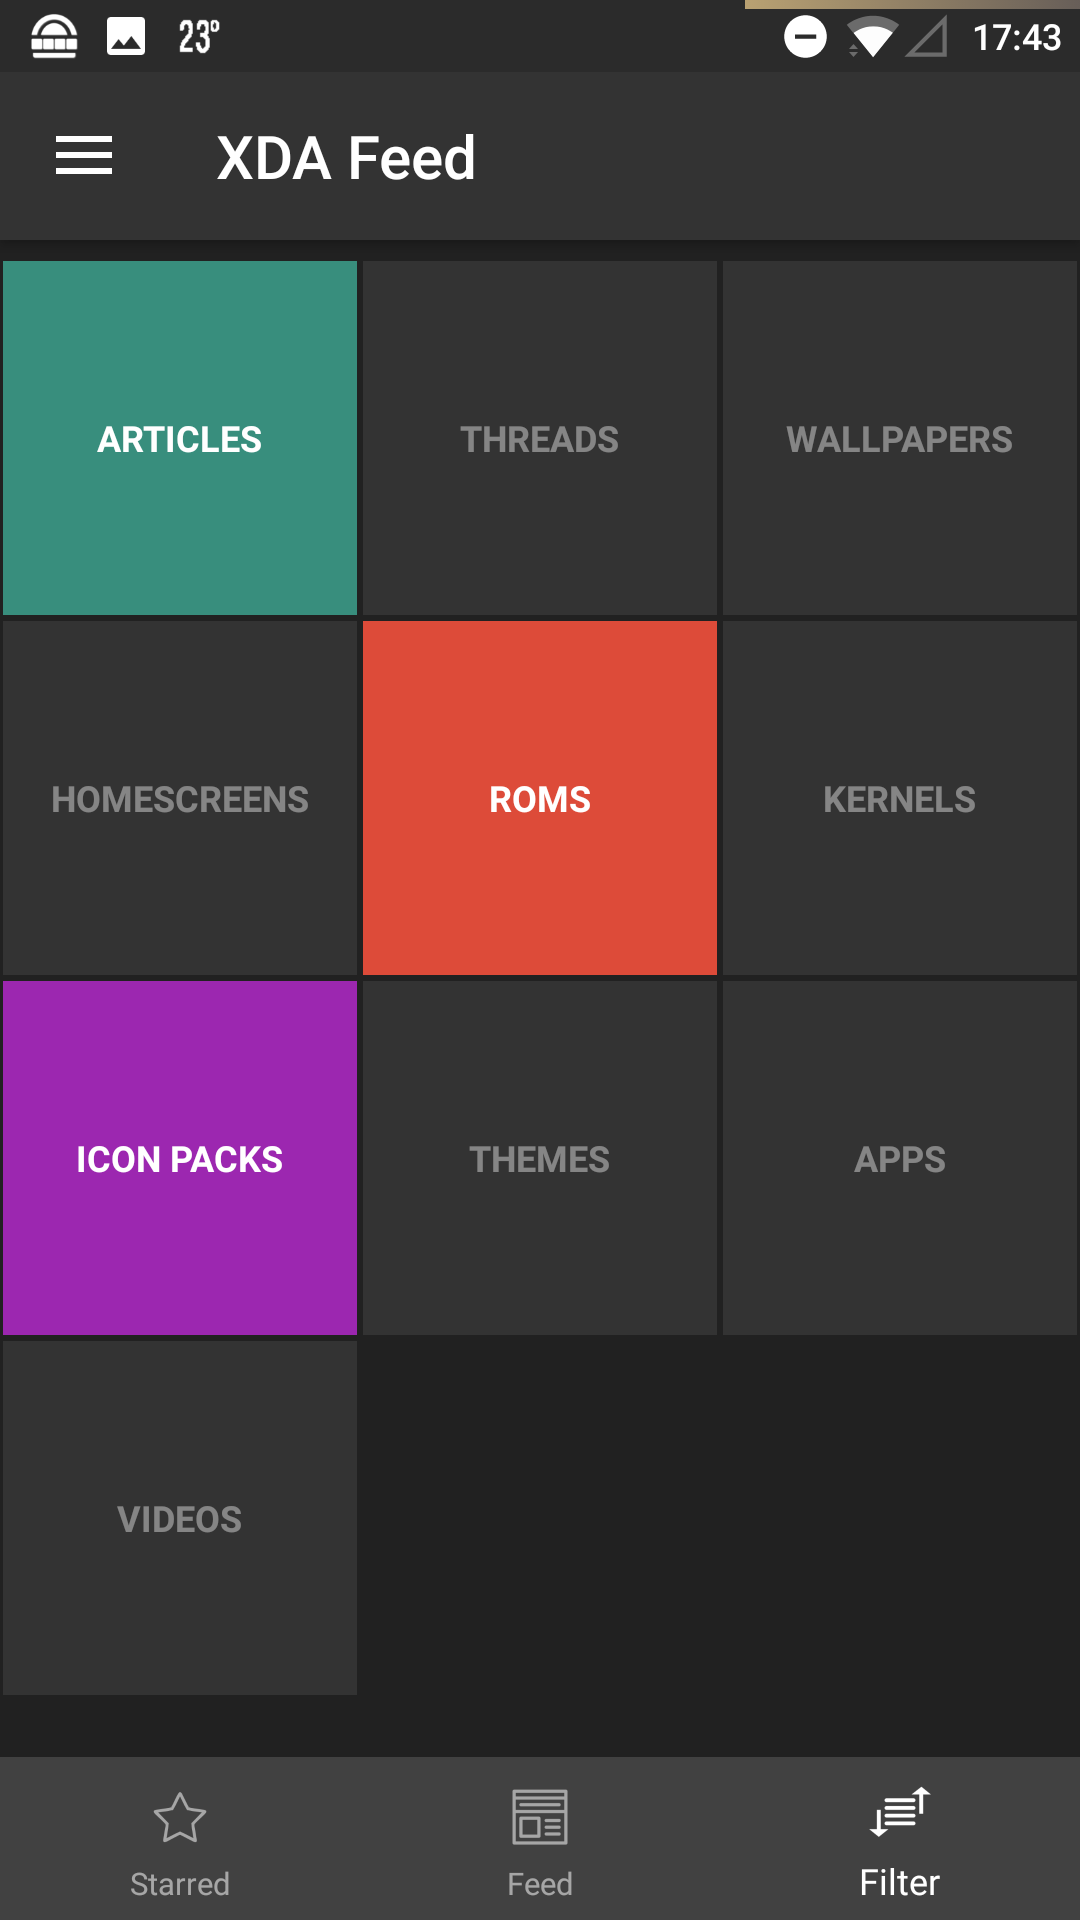 23° 17:43
XDA Feed
ARTICLES THREADS WALLPAPERS
HOMESCREENS ROMS KERNELS
ICON PACKS THEMES APPS
VIDEOS
Starred Feed Filter